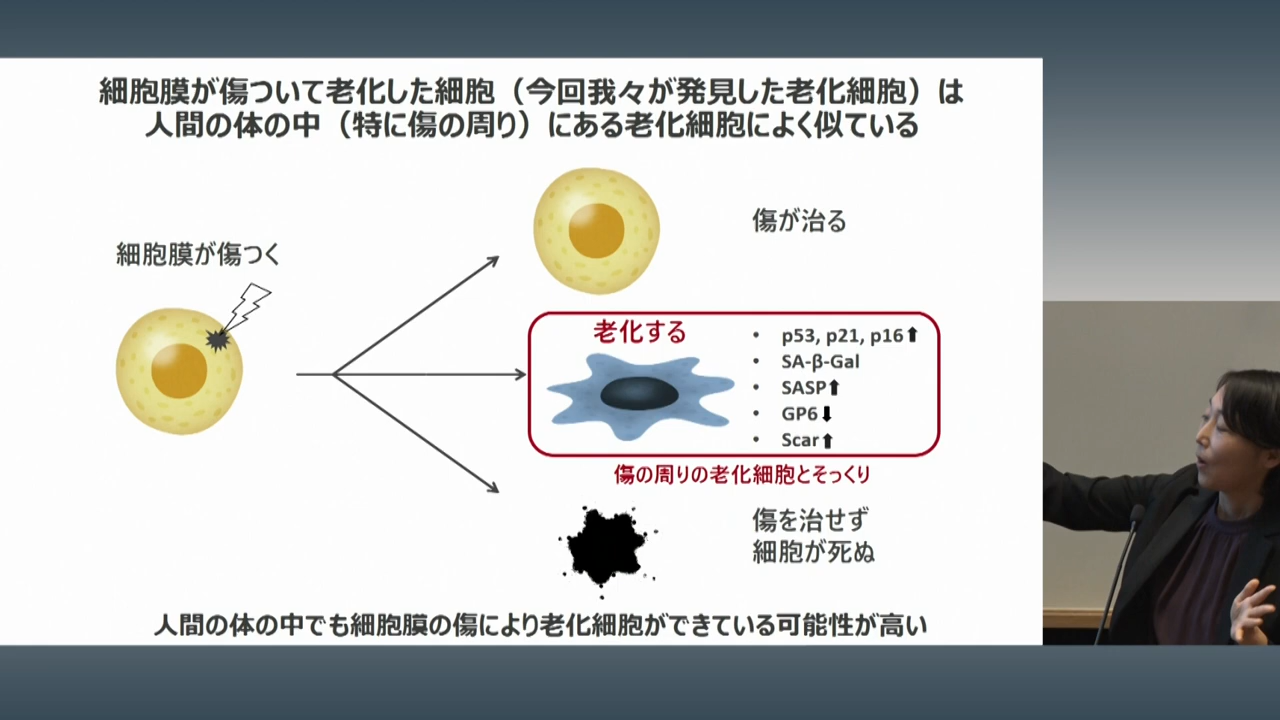 細胞膜が傷ついて老化した細胞（今回我々が発見した老化細胞）は
人間の体の中（特に傷の周り）にある老化細胞によく似ている
細胞膜が傷つく
傷が治る
老化する
• p53, p21, p16⬆
• SA-β-Gal
• SASP⬆
• GP6⬇
• Scar⬆
傷の周りの老化細胞とそっくり
傷を治せず
細胞が死ぬ
人間の体の中でも細胞膜の傷により老化細胞ができている可能性が高い